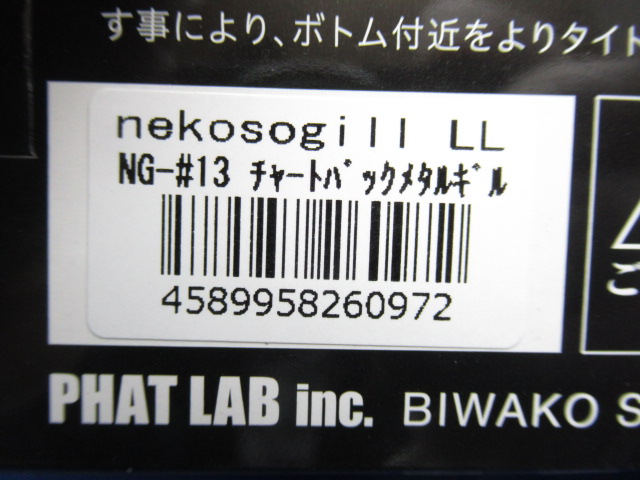 す事により、ボトム付近をよりタイト
nekosogill LL
NG-#13 チャートバックメタルギル
4589958260972
ご
PHAT LAB inc. BIWAKO S